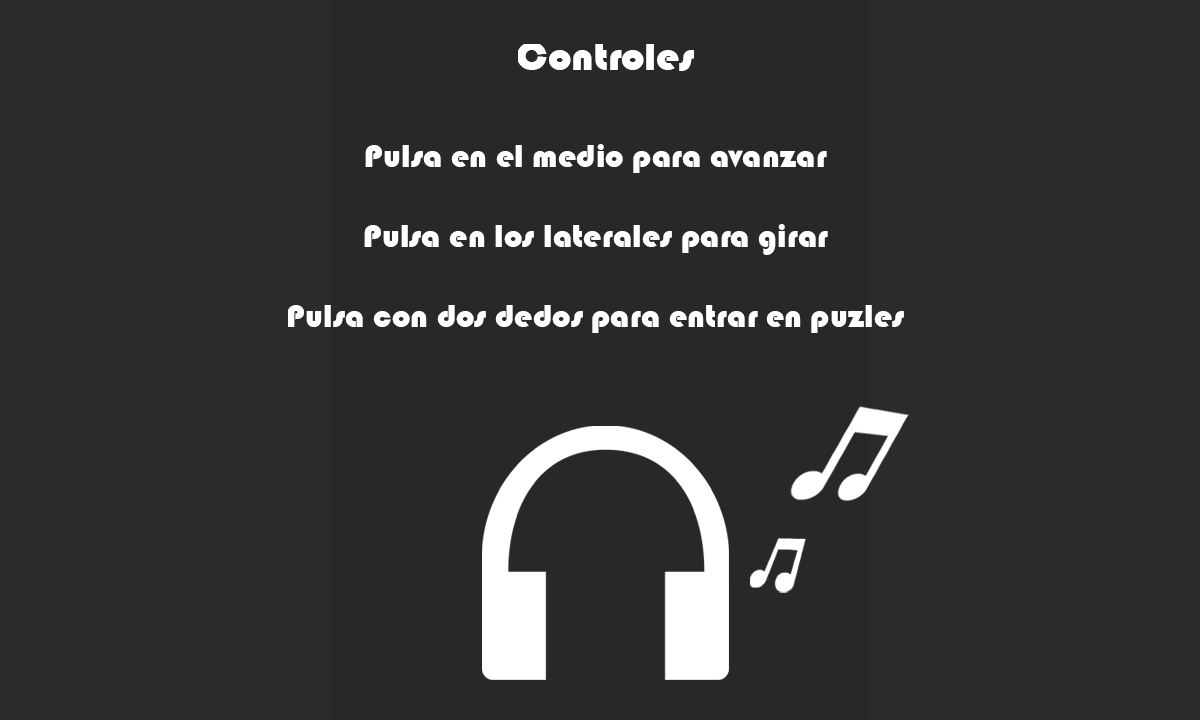 Controles
Pulsa en el medio para avanzar
Pulsa en los laterales para girar
Pulsa con dos dedos para entrar en puzles